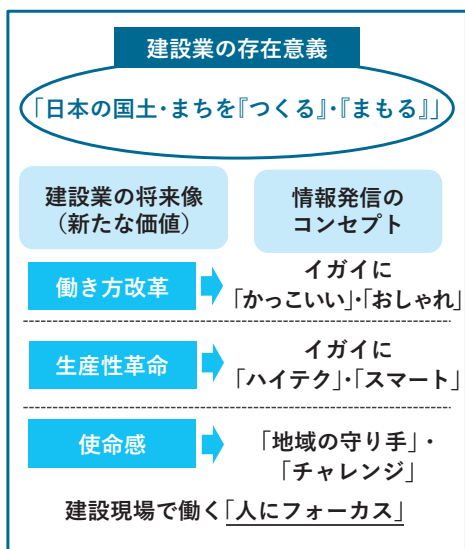 建設業の存在意義
「日本の国土・まちを『つくる』・『まもる』」
建設業の将来像
（新たな価値）
情報発信の
コンセプト
働き方改革
イガイに
「かっこいい」・「おしゃれ」
生産性革命
イガイに
「ハイテク」・「スマート」
使命感
「地域の守り手」・
「チャレンジ」
建設現場で働く「人にフォーカス」